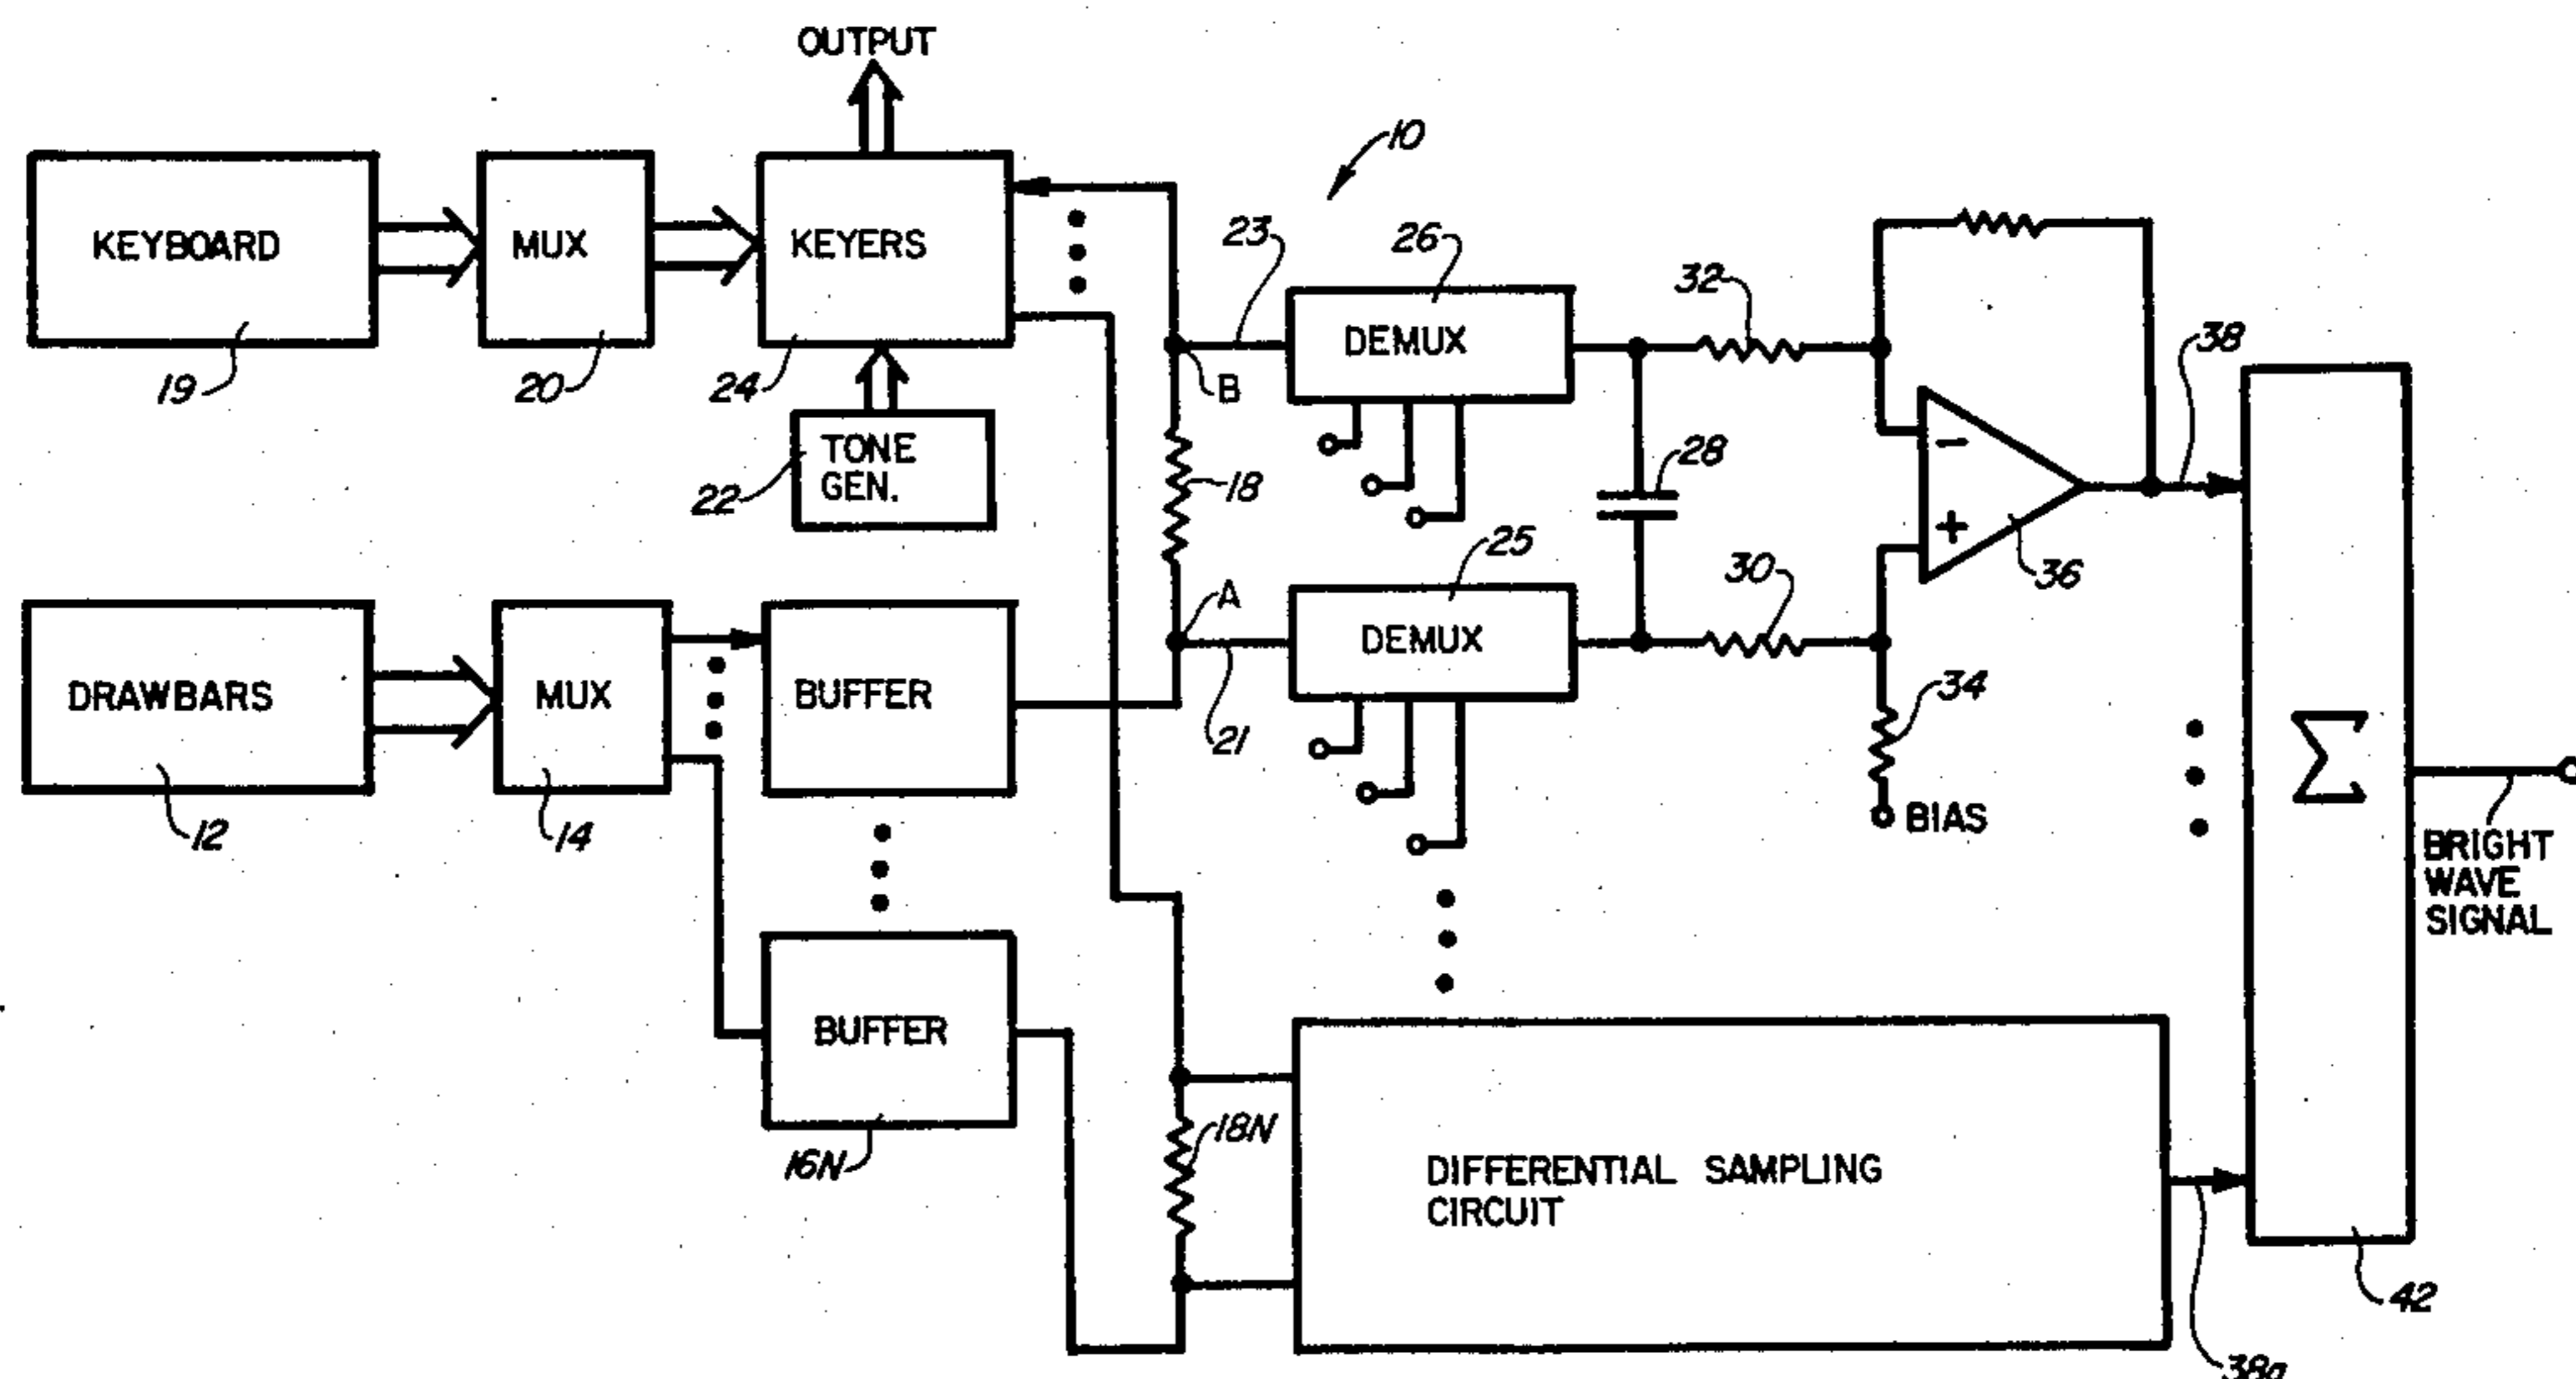 OUTPUT
10
KEYBOARD
MUX
KEYERS
23
26
32
19
20
24
B
DEMUX
38
TONE
GEN.
22
18
28
−
+
36
25
30
A
DRAWBARS
MUX
BUFFER
DEMUX
34
21
12
14
BIAS
Σ
BRIGHT
WAVE
SIGNAL
BUFFER
16N
18N
DIFFERENTIAL SAMPLING
CIRCUIT
42
38a